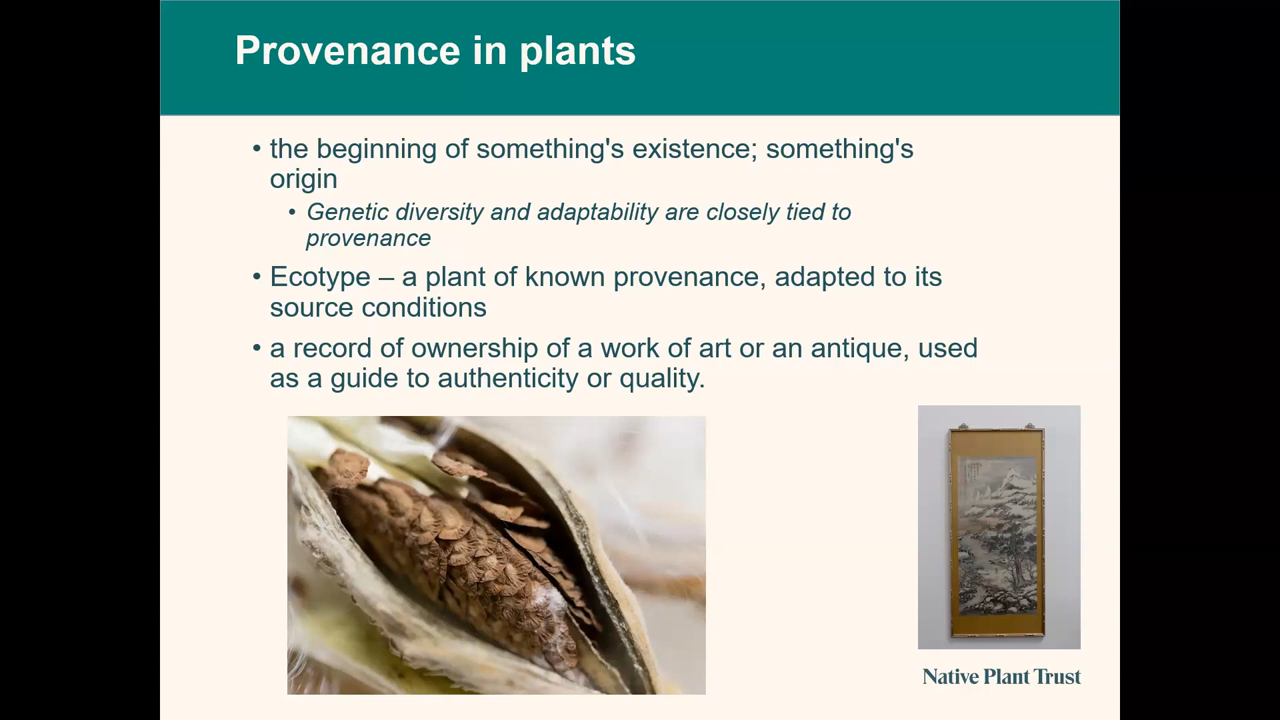 Provenance in plants
• the beginning of something's existence; something's
origin
• Genetic diversity and adaptability are closely tied to
provenance
• Ecotype – a plant of known provenance, adapted to its
source conditions
• a record of ownership of a work of art or an antique, used
as a guide to authenticity or quality.
Native Plant Trust